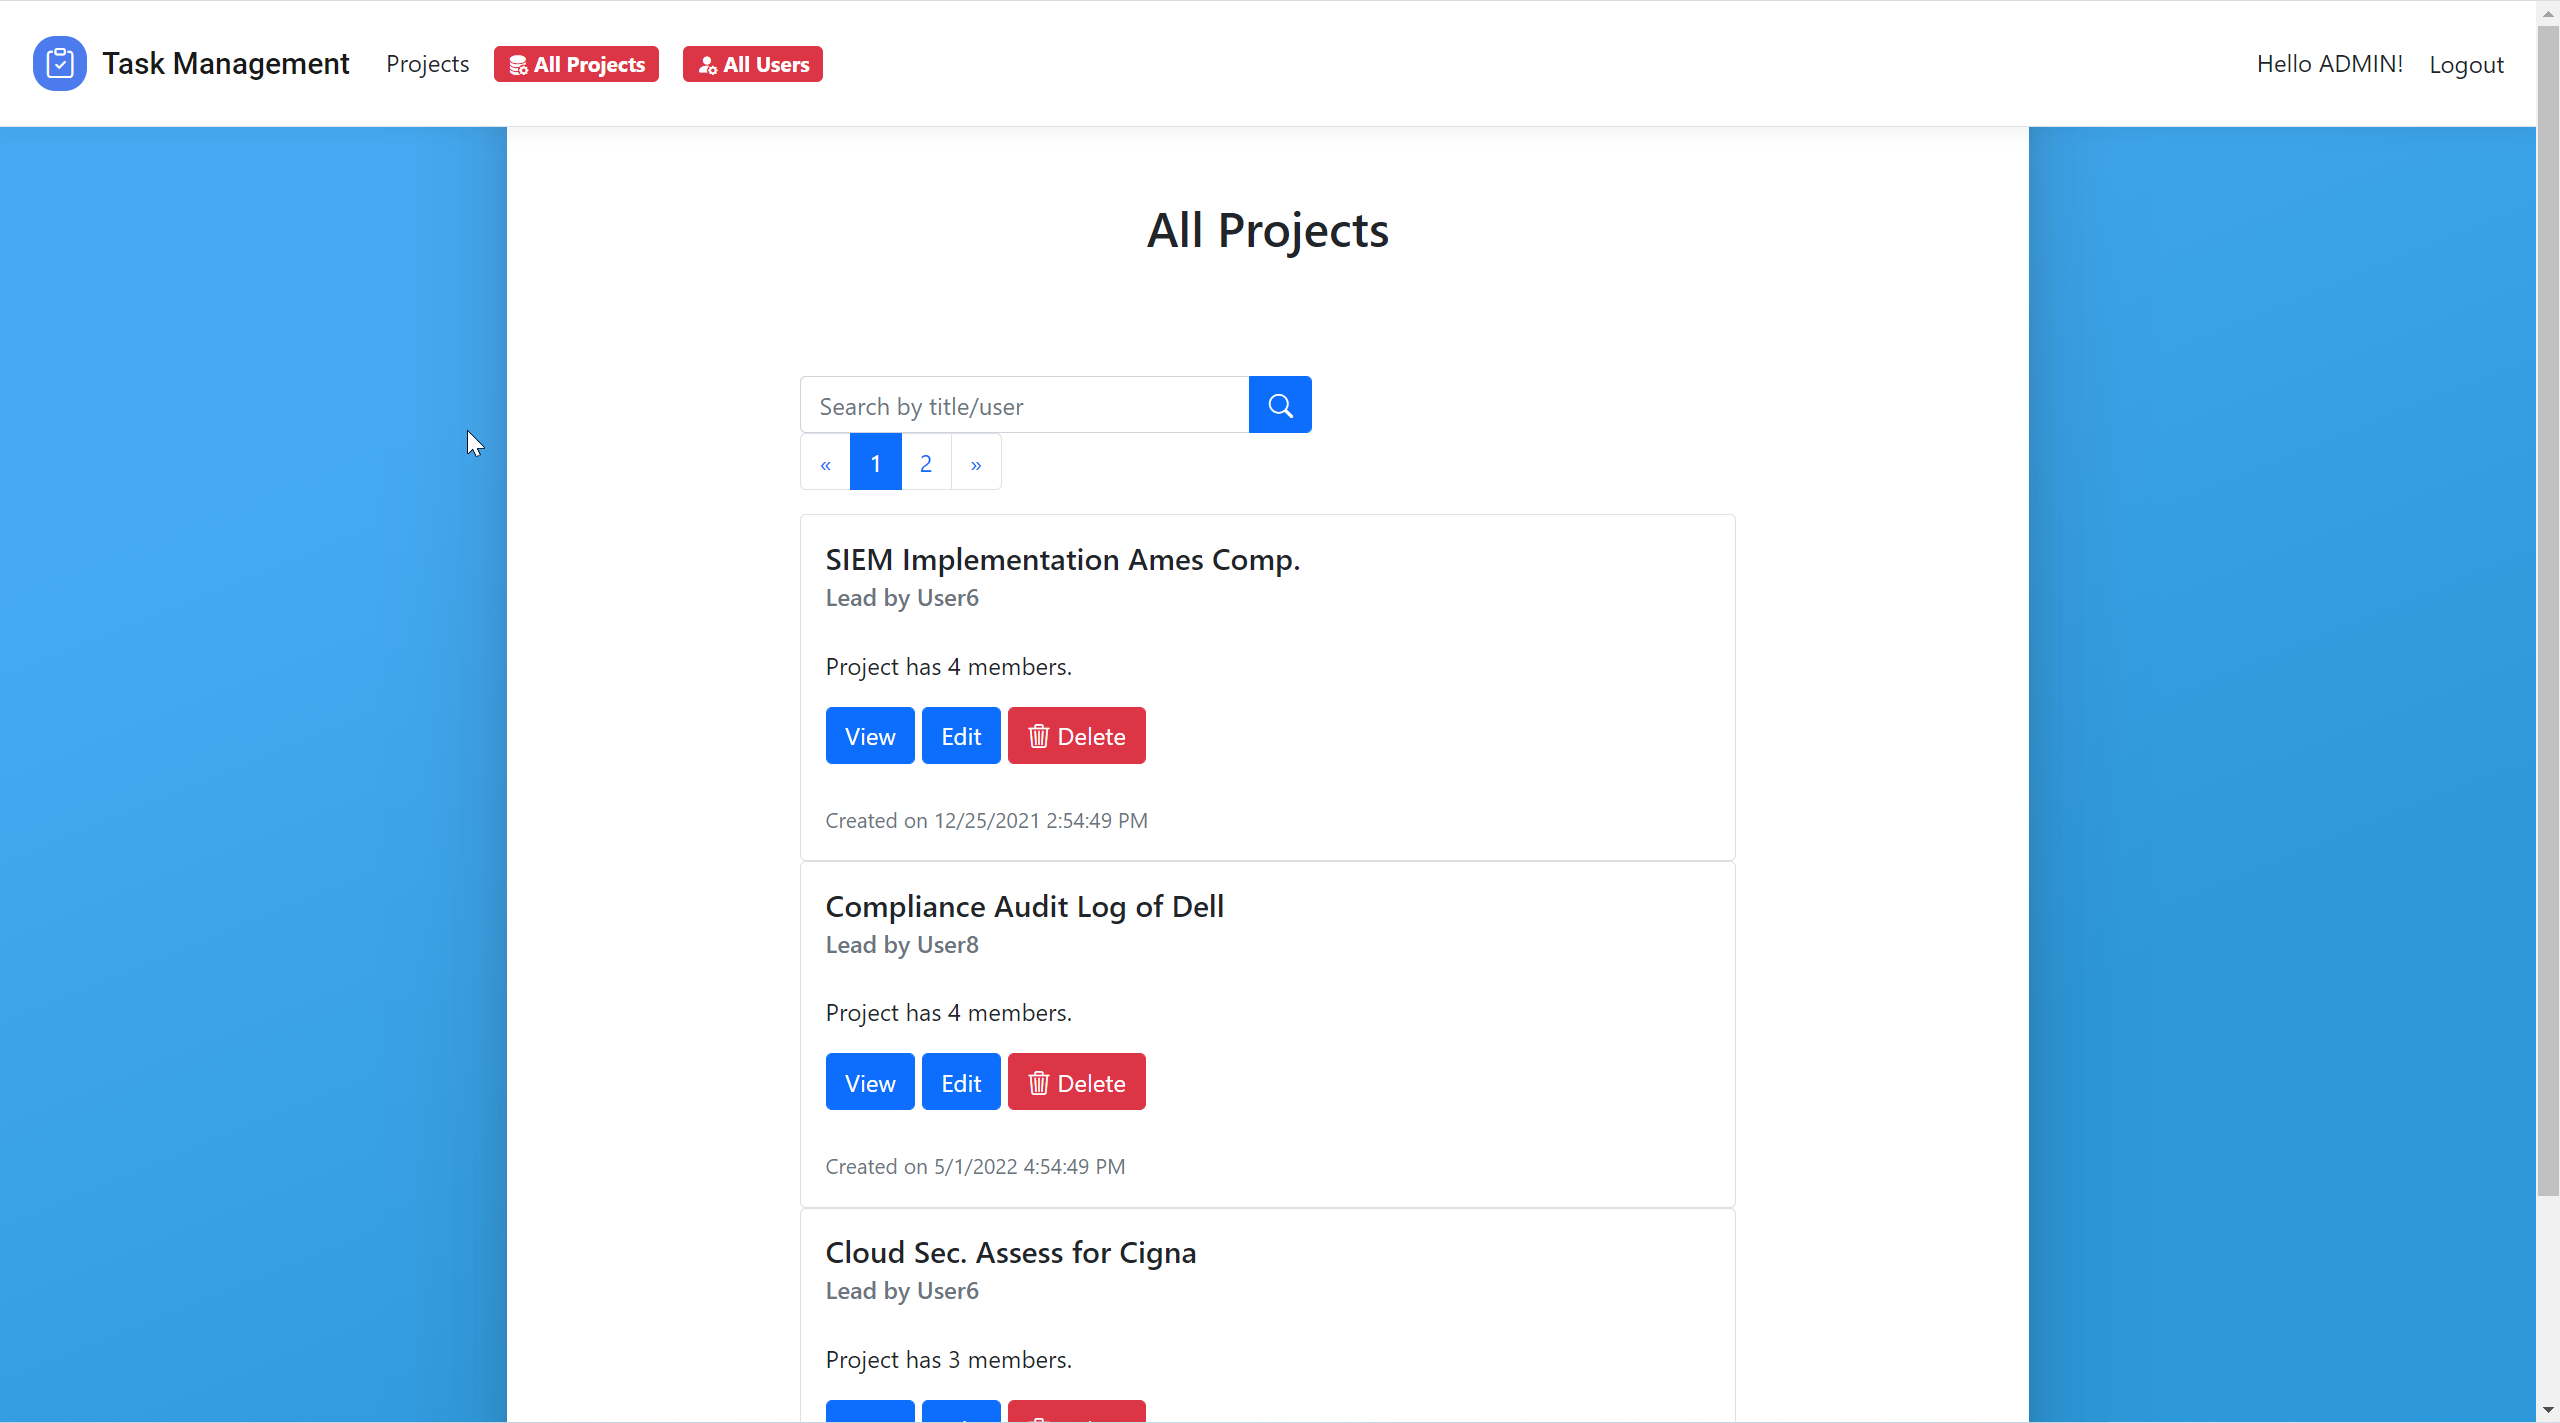 Task Management Projects All Projects All Users Hello ADMIN! Logout
All Projects
Search by title/user
« 1 2 »
SIEM Implementation Ames Comp.
Lead by User6
Project has 4 members.
View Edit Delete
Created on 12/25/2021 2:54:49 PM
Compliance Audit Log of Dell
Lead by User8
Project has 4 members.
View Edit Delete
Created on 5/1/2022 4:54:49 PM
Cloud Sec. Assess for Cigna
Lead by User6
Project has 3 members.